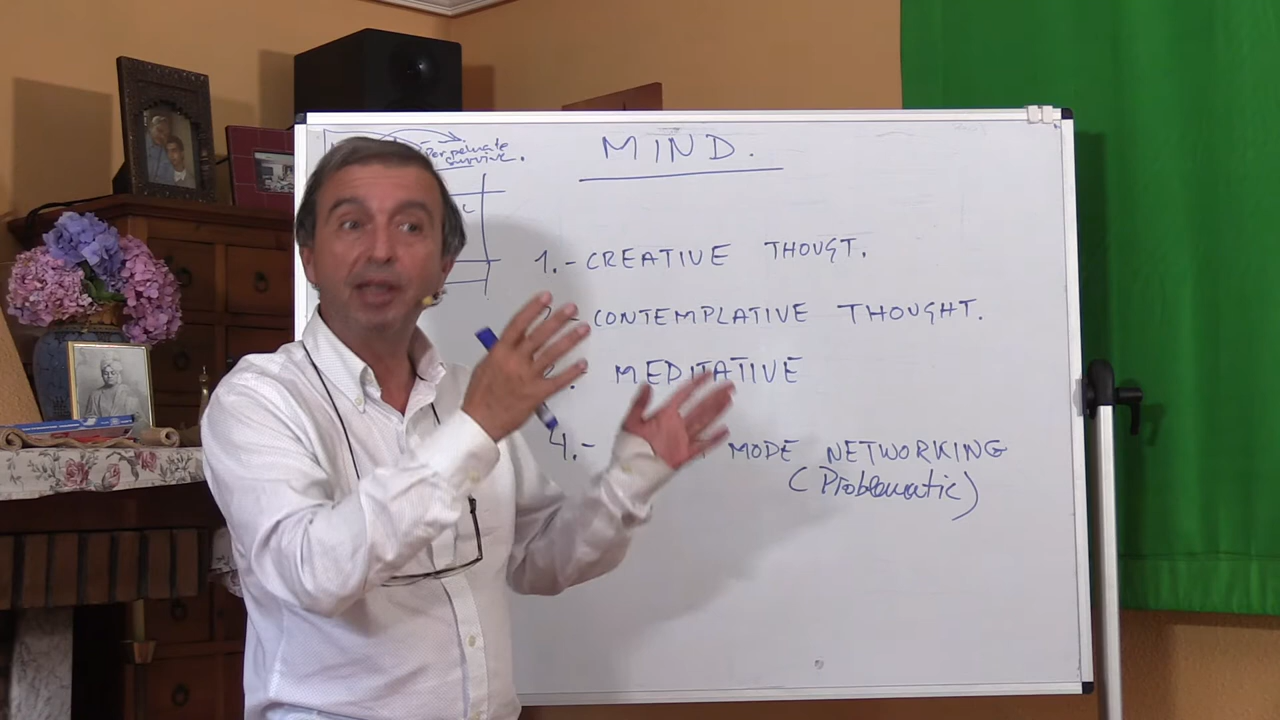 Perpetuate
survive.
MIND.
1.- CREATIVE THOUGT.
CONTEMPLATIVE THOUGHT.
MEDITATIVE
4.- MODE NETWORKING
(Problematic)